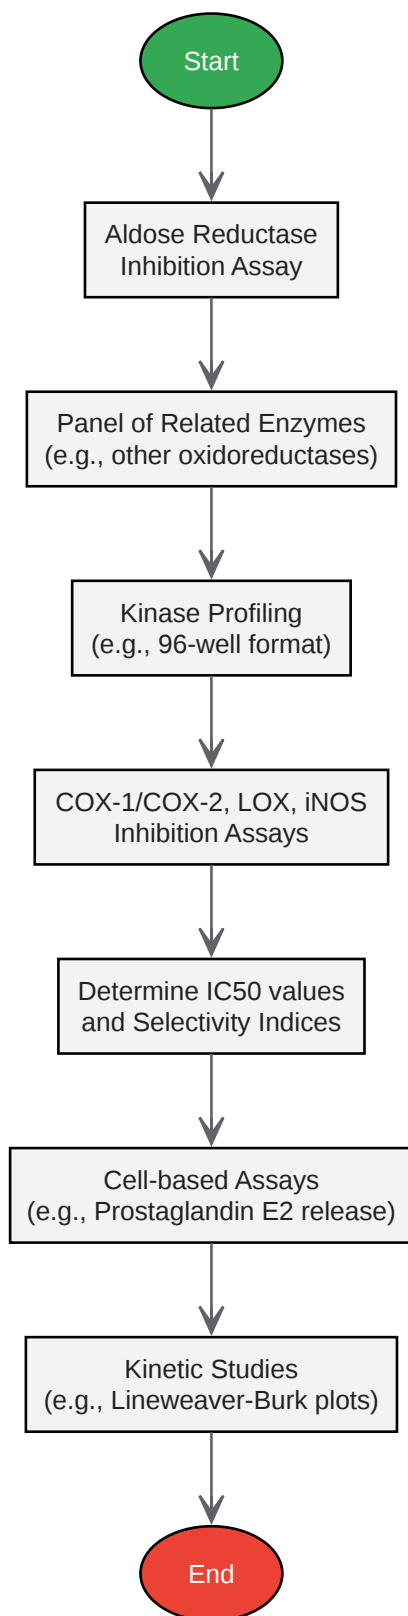 Start
Aldose Reductase
Inhibition Assay
Panel of Related Enzymes
(e.g., other oxidoreductases)
Kinase Profiling
(e.g., 96-well format)
COX-1/COX-2, LOX, iNOS
Inhibition Assays
Determine IC50 values
and Selectivity Indices
Cell-based Assays
(e.g., Prostaglandin E2 release)
Kinetic Studies
(e.g., Lineweaver-Burk plots)
End